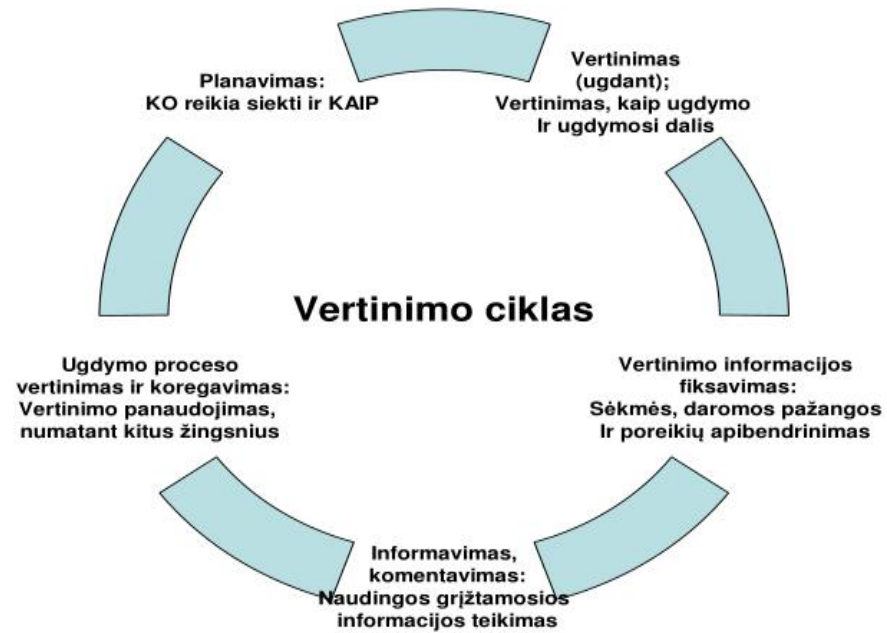 Planavimas:
KO reikia siekti ir KAIP
Vertinimas
(ugdant);
Vertinimas, kaip ugdymo
Ir ugdymosi dalis
Vertinimo ciklas
Ugdymo proceso
vertinimas ir koregavimas:
Vertinimo panaudojimas,
numatant kitus žingsnius
Vertinimo informacijos
fiksavimas:
Sėkmės, daromos pažangos
Ir poreikių apibendrinimas
Informavimas,
komentavimas:
Naudingos grįžtamosios
informacijos teikimas